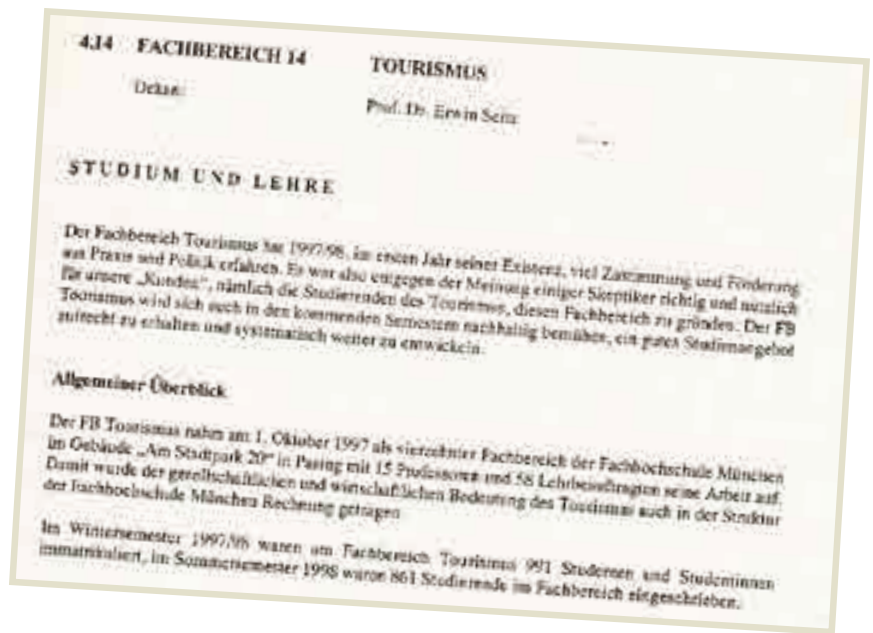 4.14 FACHBEREICH 14 TOURISMUS
Dekan: Prof. Dr. Erwin Seitz
STUDIUM UND LEHRE
Der Fachbereich Tourismus hat 1997/98, im ersten Jahr seiner Existenz, viel Zustimmung und Förderung
aus Praxis und Politik erfahren. Es war also entgegen der Meinung einiger Skeptiker richtig und nützlich
für unsere „Kunden“, nämlich die Studierenden des Tourismus, diesen Fachbereich zu gründen. Der FB
Tourismus wird sich auch in den kommenden Semestern nachhaltig bemühen, ein gutes Studienangebot
aufrecht zu erhalten und systematisch weiter zu entwickeln.
Allgemeiner Überblick
Der FB Tourismus nahm am 1. Oktober 1997 als vierzehnter Fachbereich der Fachhochschule München
im Gebäude „Am Stadtpark 20“ in Pasing mit 15 Professoren und 58 Lehrbeauftragten seine Arbeit auf.
Damit wurde der gesellschaftlichen und wirtschaftlichen Bedeutung des Tourismus auch in der Struktur
der Fachhochschule München Rechnung getragen.
Im Wintersemester 1997/98 waren am Fachbereich Tourismus 991 Studenten und Studentinnen
immatrikuliert, im Sommersemester 1998 waren 861 Studierende im Fachbereich eingeschrieben.